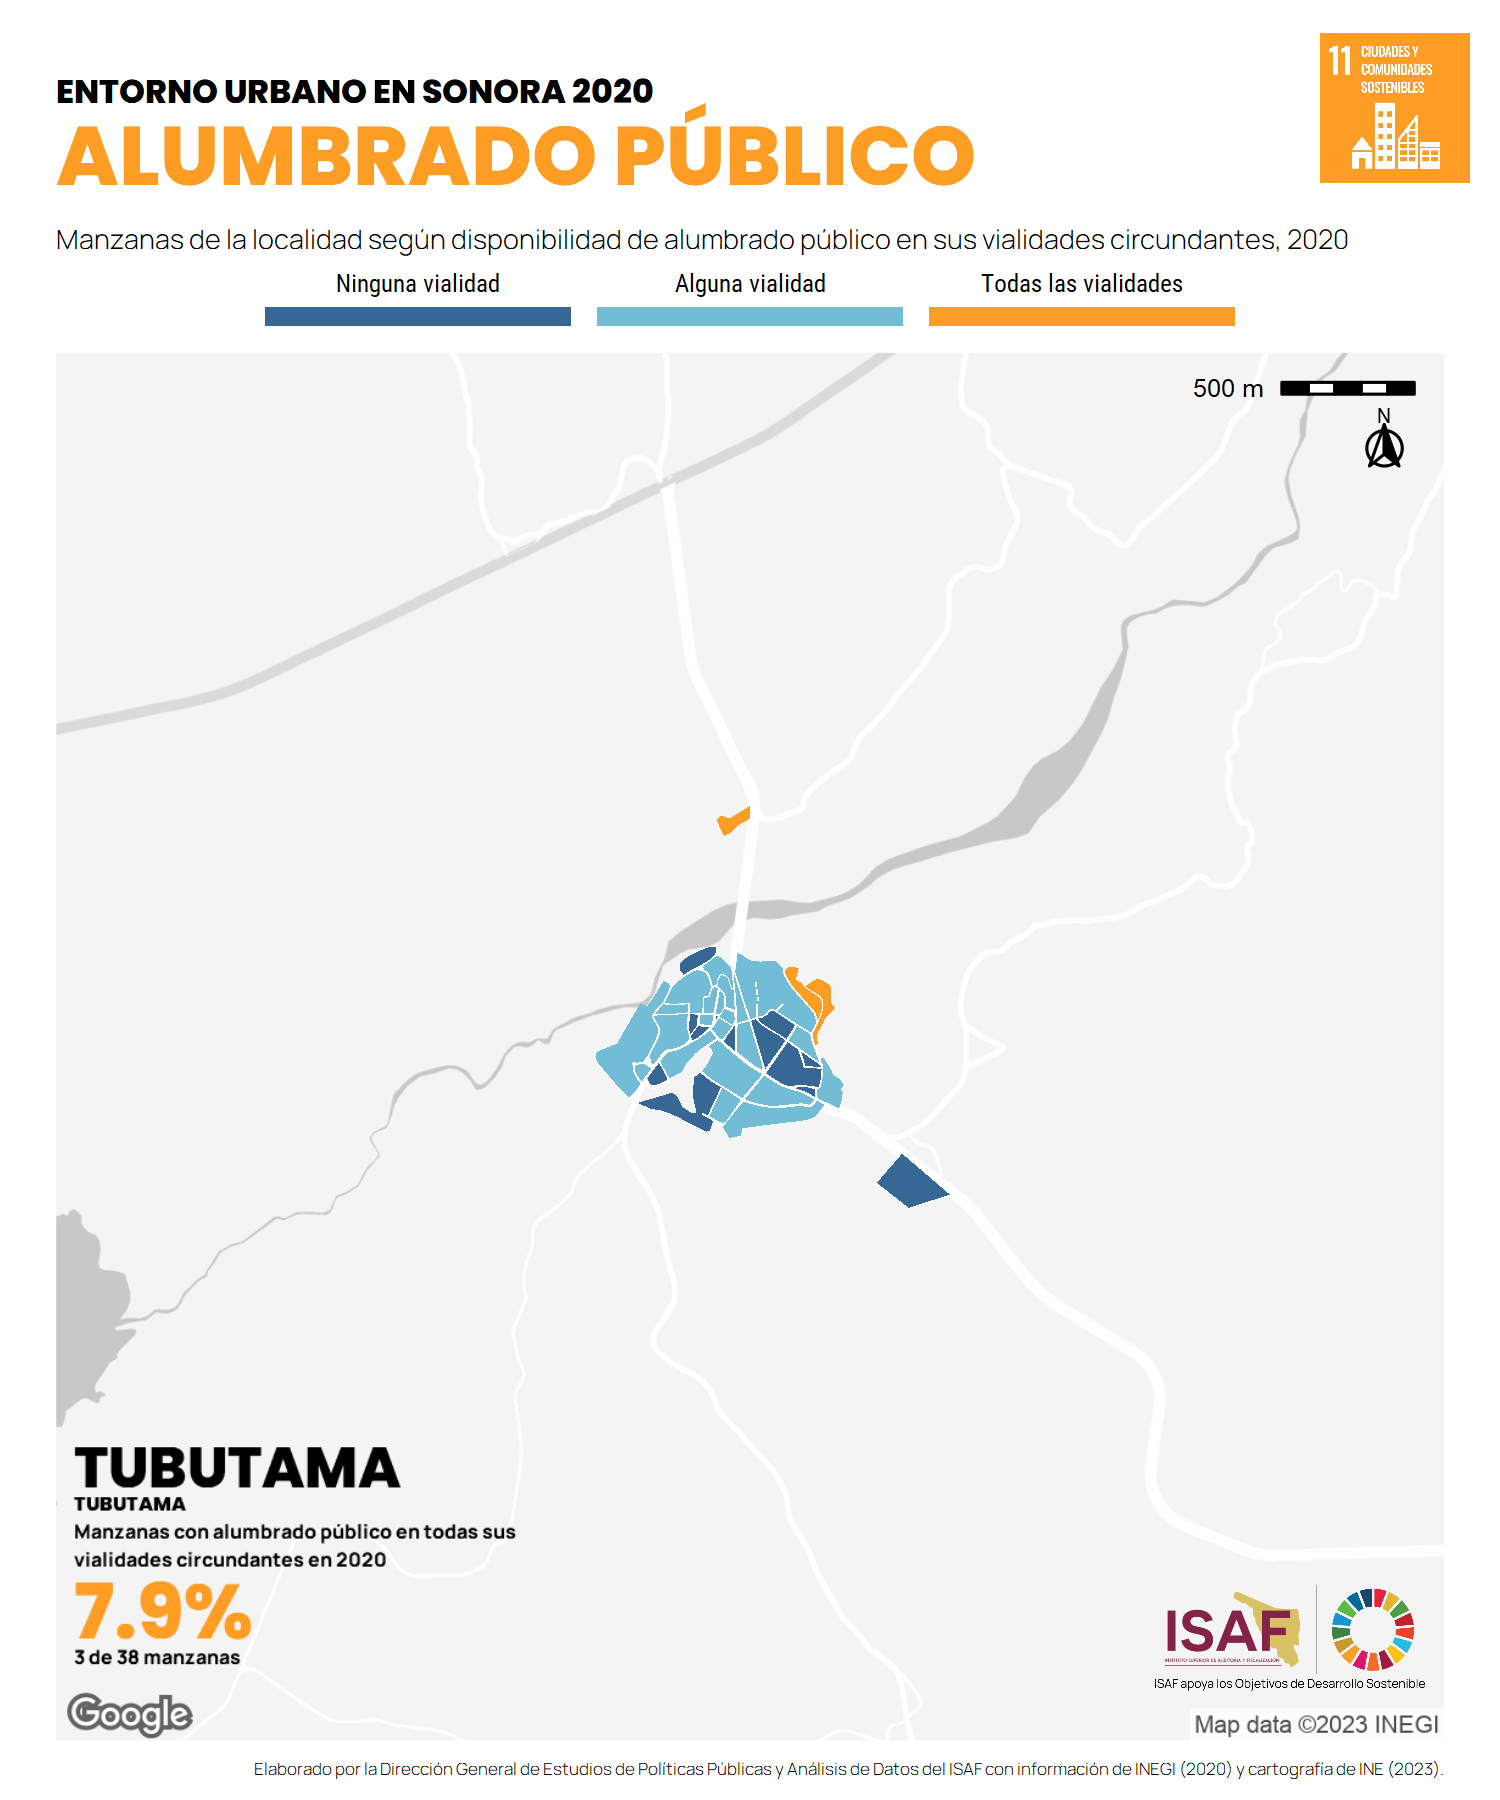 ENTORNO URBANO EN SONORA 2020
ALUMBRADO PÚBLICO
11 CIUDADES Y
COMUNIDADES
SOSTENIBLES
Manzanas de la localidad según disponibilidad de alumbrado público en sus vialidades circundantes, 2020
Ninguna vialidad
Alguna vialidad
Todas las vialidades
500 m
N
TUBUTAMA
TUBUTAMA
Manzanas con alumbrado público en todas sus
vialidades circundantes en 2020
7.9%
3 de 38 manzanas
Google
ISAF
INSTITUTO SUPERIOR DE AUDITORÍA Y FISCALIZACIÓN
ISAF apoya los Objetivos de Desarrollo Sostenible
Map data ©2023 INEGI
Elaborado por la Dirección General de Estudios de Políticas Públicas y Análisis de Datos del ISAF con información de INEGI (2020) y cartografía de INE (2023).